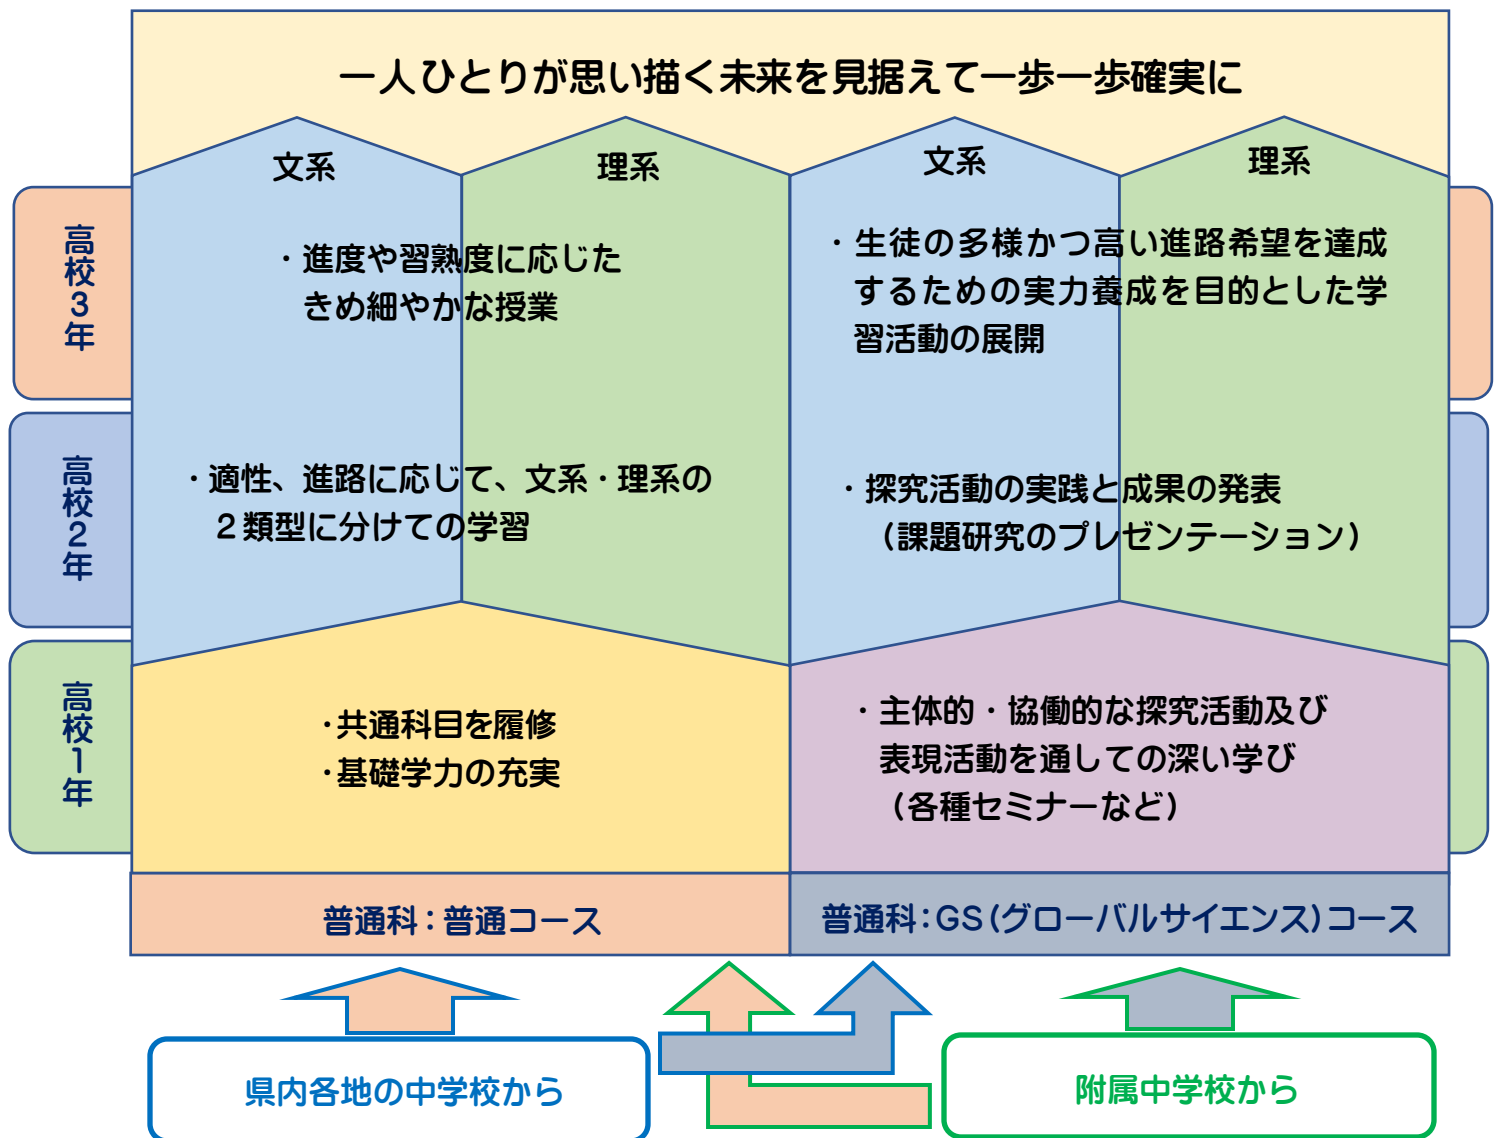 一人ひとりが思い描く未来を見据えて一歩一歩確実に
文系
理系
文系
理系
高校3年
・進度や習熟度に応じた
きめ細やかな授業
・生徒の多様かつ高い進路希望を達成
するための実力養成を目的とした学
習活動の展開
高校2年
・適性、進路に応じて、文系・理系の
２類型に分けての学習
・探究活動の実践と成果の発表
（課題研究のプレゼンテーション）
高校1年
・共通科目を履修
・基礎学力の充実
・主体的・協働的な探究活動及び
表現活動を通しての深い学び
（各種セミナーなど）
普通科：普通コース
普通科：GS（グローバルサイエンス）コース
県内各地の中学校から
附属中学校から